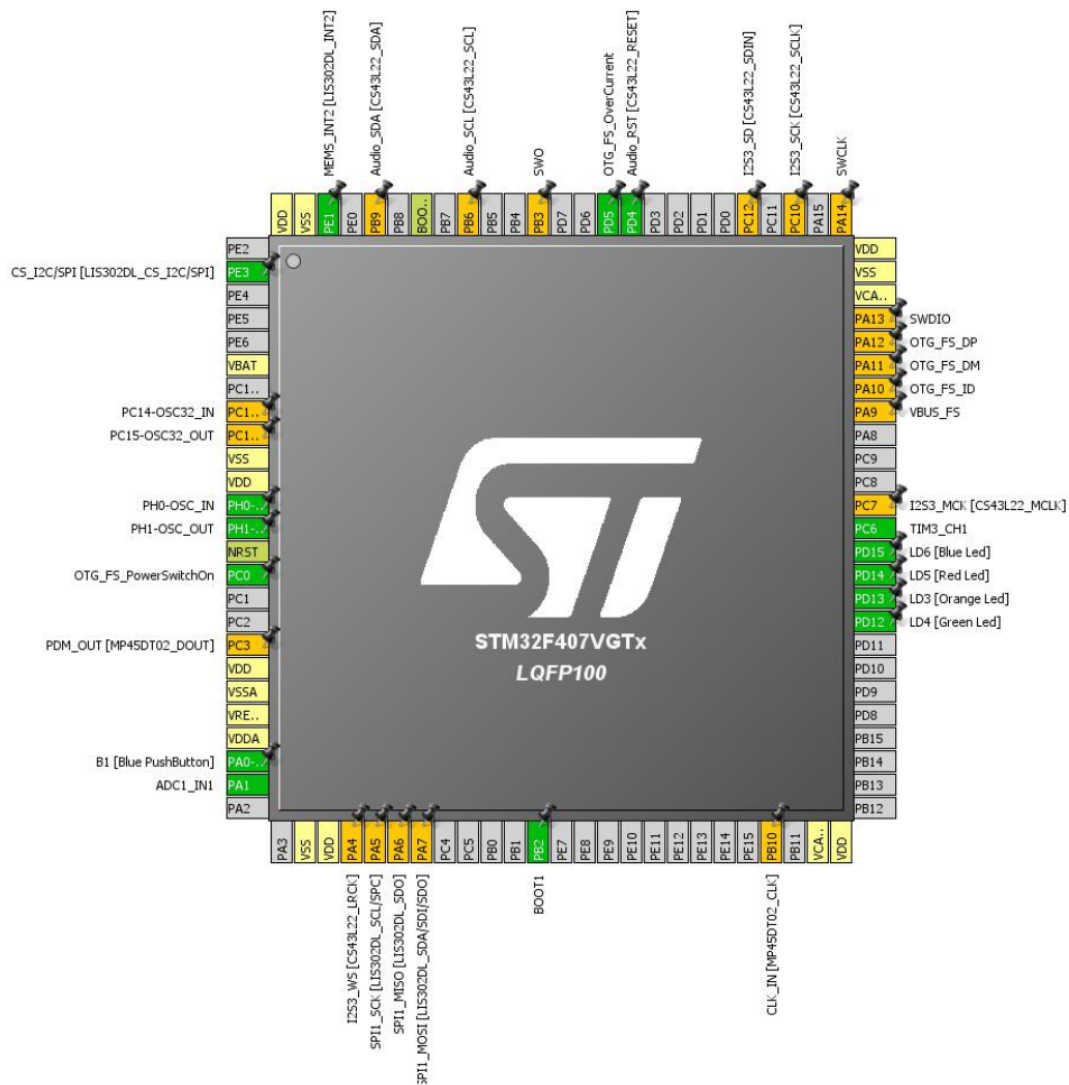 MEMS_INT2 [LIS302DL_INT2]
Audio_SDA [CS43L22_SDA]
Audio_SCL [CS43L22_SCL]
SWO
OTG_FS_OverCurrent
Audio_RST [CS43L22_RESET]
I2S3_SD [CS43L22_SDIN]
I2S3_SCK [CS43L22_SCLK]
SWCLK
VDD
VSS
PE1
PE0
PB9
PB8
BOO..
PB7
PB6
PB5
PB4
PB3
PD7
PD6
PD5
PD4
PD3
PD2
PD1
PD0
PC12
PC11
PC10
PA15
PA14
PE2
CS_I2C/SPI [LIS302DL_CS_I2C/SPI] PE3
PE4
PE5
PE6
VBAT
PC1..
PC14-OSC32_IN PC1..
PC15-OSC32_OUT PC1..
VSS
VDD
PH0-OSC_IN PH0-..
PH1-OSC_OUT PH1-..
NRST
OTG_FS_PowerSwitchOn PC0
PC1
PC2
PDM_OUT [MP45DT02_DOUT] PC3
VDD
VSSA
VRE..
VDDA
B1 [Blue PushButton] PA0-..
ADC1_IN1 PA1
PA2
ST
STM32F407VGTx
LQFP100
VDD
VSS
VCA..
PA13 SWDIO
PA12 OTG_FS_DP
PA11 OTG_FS_DM
PA10 OTG_FS_ID
PA9 VBUS_FS
PA8
PC9
PC8
PC7 I2S3_MCK [CS43L22_MCLK]
PC6 TIM3_CH1
PD15 LD6 [Blue Led]
PD14 LD5 [Red Led]
PD13 LD3 [Orange Led]
PD12 LD4 [Green Led]
PD11
PD10
PD9
PD8
PB15
PB14
PB13
PB12
PA3
VSS
VDD
PA4
PA5
PA6
PA7
PC4
PC5
PB0
PB1
PB2
PE7
PE8
PE9
PE10
PE11
PE12
PE13
PE14
PE15
PB10
PB11
VCA..
VDD
I2S3_WS [CS43L22_LRCK]
SPI1_SCK [LIS302DL_SCL/SPC]
SPI1_MISO [LIS302DL_SDO]
SPI1_MOSI [LIS302DL_SDA/SDI/SDO]
BOOT1
CLK_IN [MP45DT02_CLK]